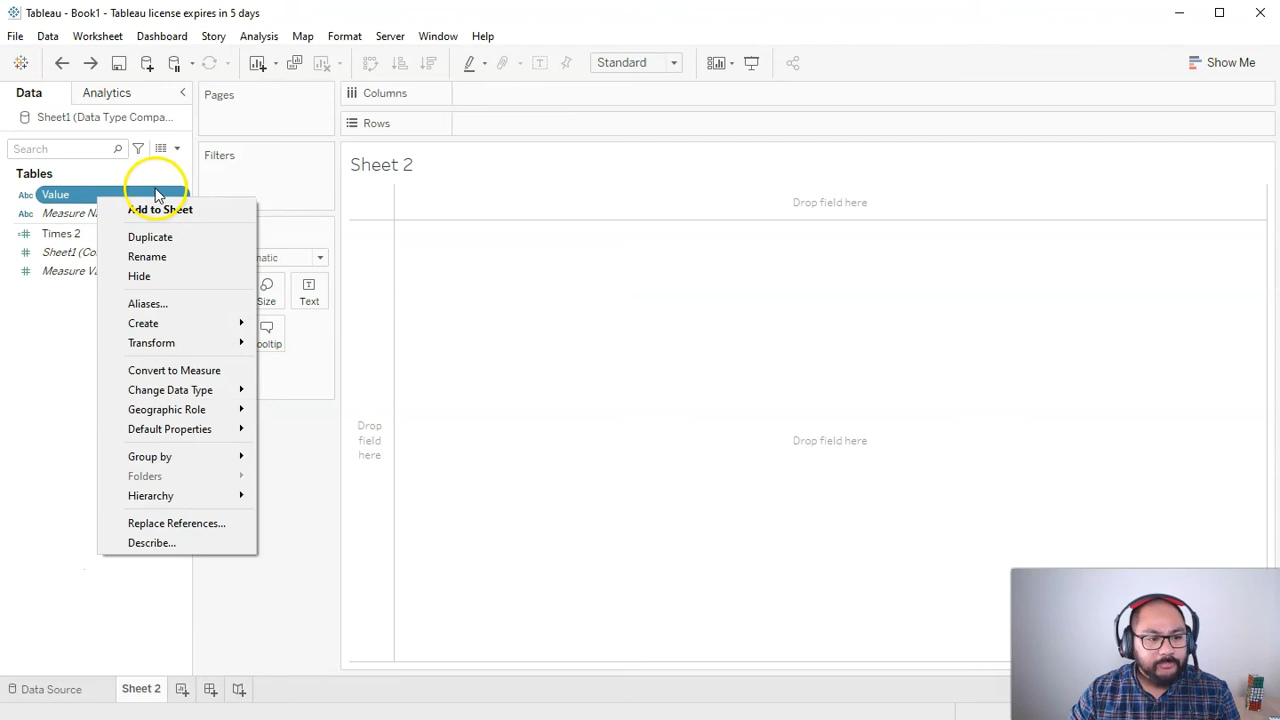 Tableau - Book1 - Tableau license expires in 5 days
File Data Worksheet Dashboard Story Analysis Map Format Server Window Help
Standard
Show Me
Data Analytics
Pages
Columns
Sheet1 (Data Type Compa...
Rows
Search
Filters
Sheet 2
Tables
Abc Value
Drop field here
Abc Measure N
Add to Sheet
Times 2
Duplicate
Sheet1 (Co
Rename
Measure Va
Hide
matic
Size
Text
Aliases...
Create
Transform
ooltip
Convert to Measure
Change Data Type
Geographic Role
Default Properties
Drop
field
here
Drop field here
Group by
Folders
Hierarchy
Replace References...
Describe...
Data Source
Sheet 2